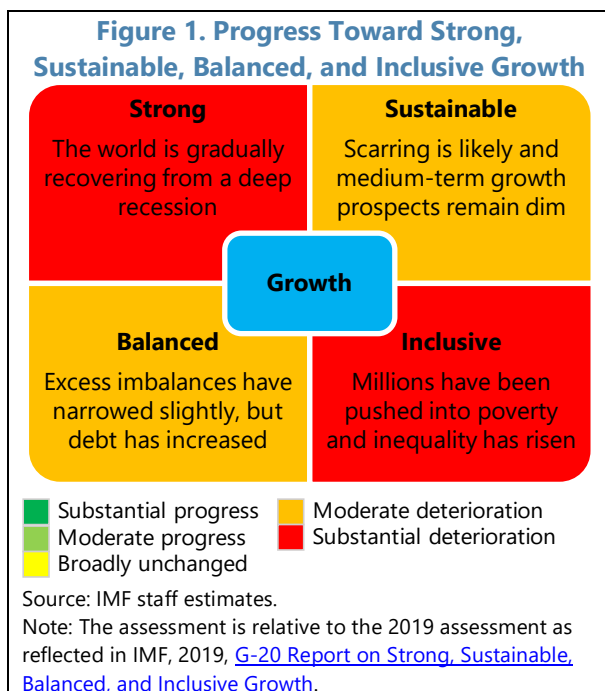 Figure 1. Progress Toward Strong,
Sustainable, Balanced, and Inclusive Growth
Strong
The world is gradually
recovering from a deep
recession
Sustainable
Scarring is likely and
medium-term growth
prospects remain dim
Growth
Balanced
Excess imbalances have
narrowed slightly, but
debt has increased
Inclusive
Millions have been
pushed into poverty
and inequality has risen
Substantial progress
Moderate progress
Broadly unchanged
Moderate deterioration
Substantial deterioration
Source: IMF staff estimates.
Note: The assessment is relative to the 2019 assessment as
reflected in IMF, 2019, G-20 Report on Strong, Sustainable,
Balanced, and Inclusive Growth.